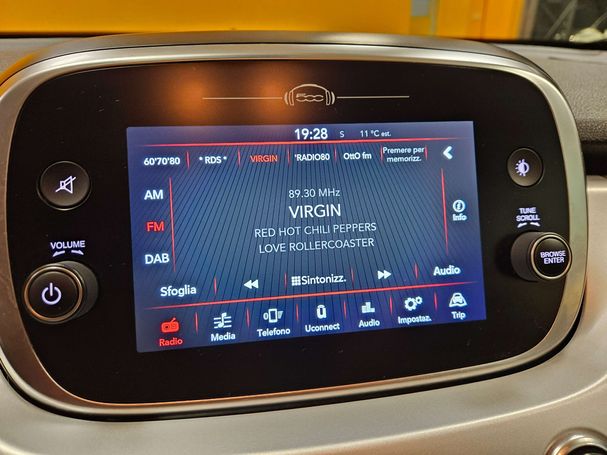 500
19:28 S 11 °C est.
60'70'80 * RDS * VIRGIN 'RADIO80 OttO fm Premere per
memorizz.
AM
FM
DAB
89.30 MHz
VIRGIN
RED HOT CHILI PEPPERS
LOVE ROLLERCOASTER
Info
Sfoglia Sintonizz. Audio
Radio Media Telefono Uconnect Audio Impostaz. Trip
VOLUME
TUNE
SCROLL
BROWSE
ENTER